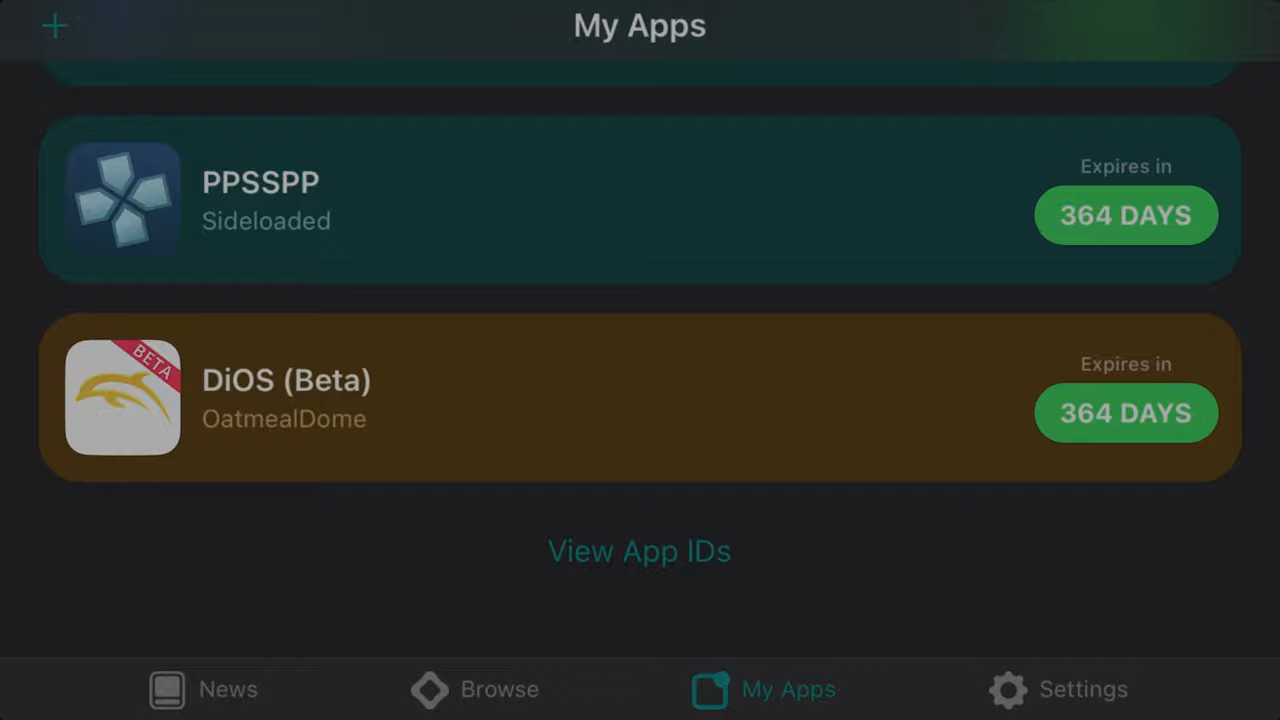 My Apps
PPSSPP
Sideloaded
Expires in
364 DAYS
BETA
DiOS (Beta)
OatmealDome
Expires in
364 DAYS
View App IDs
News
Browse
My Apps
Settings